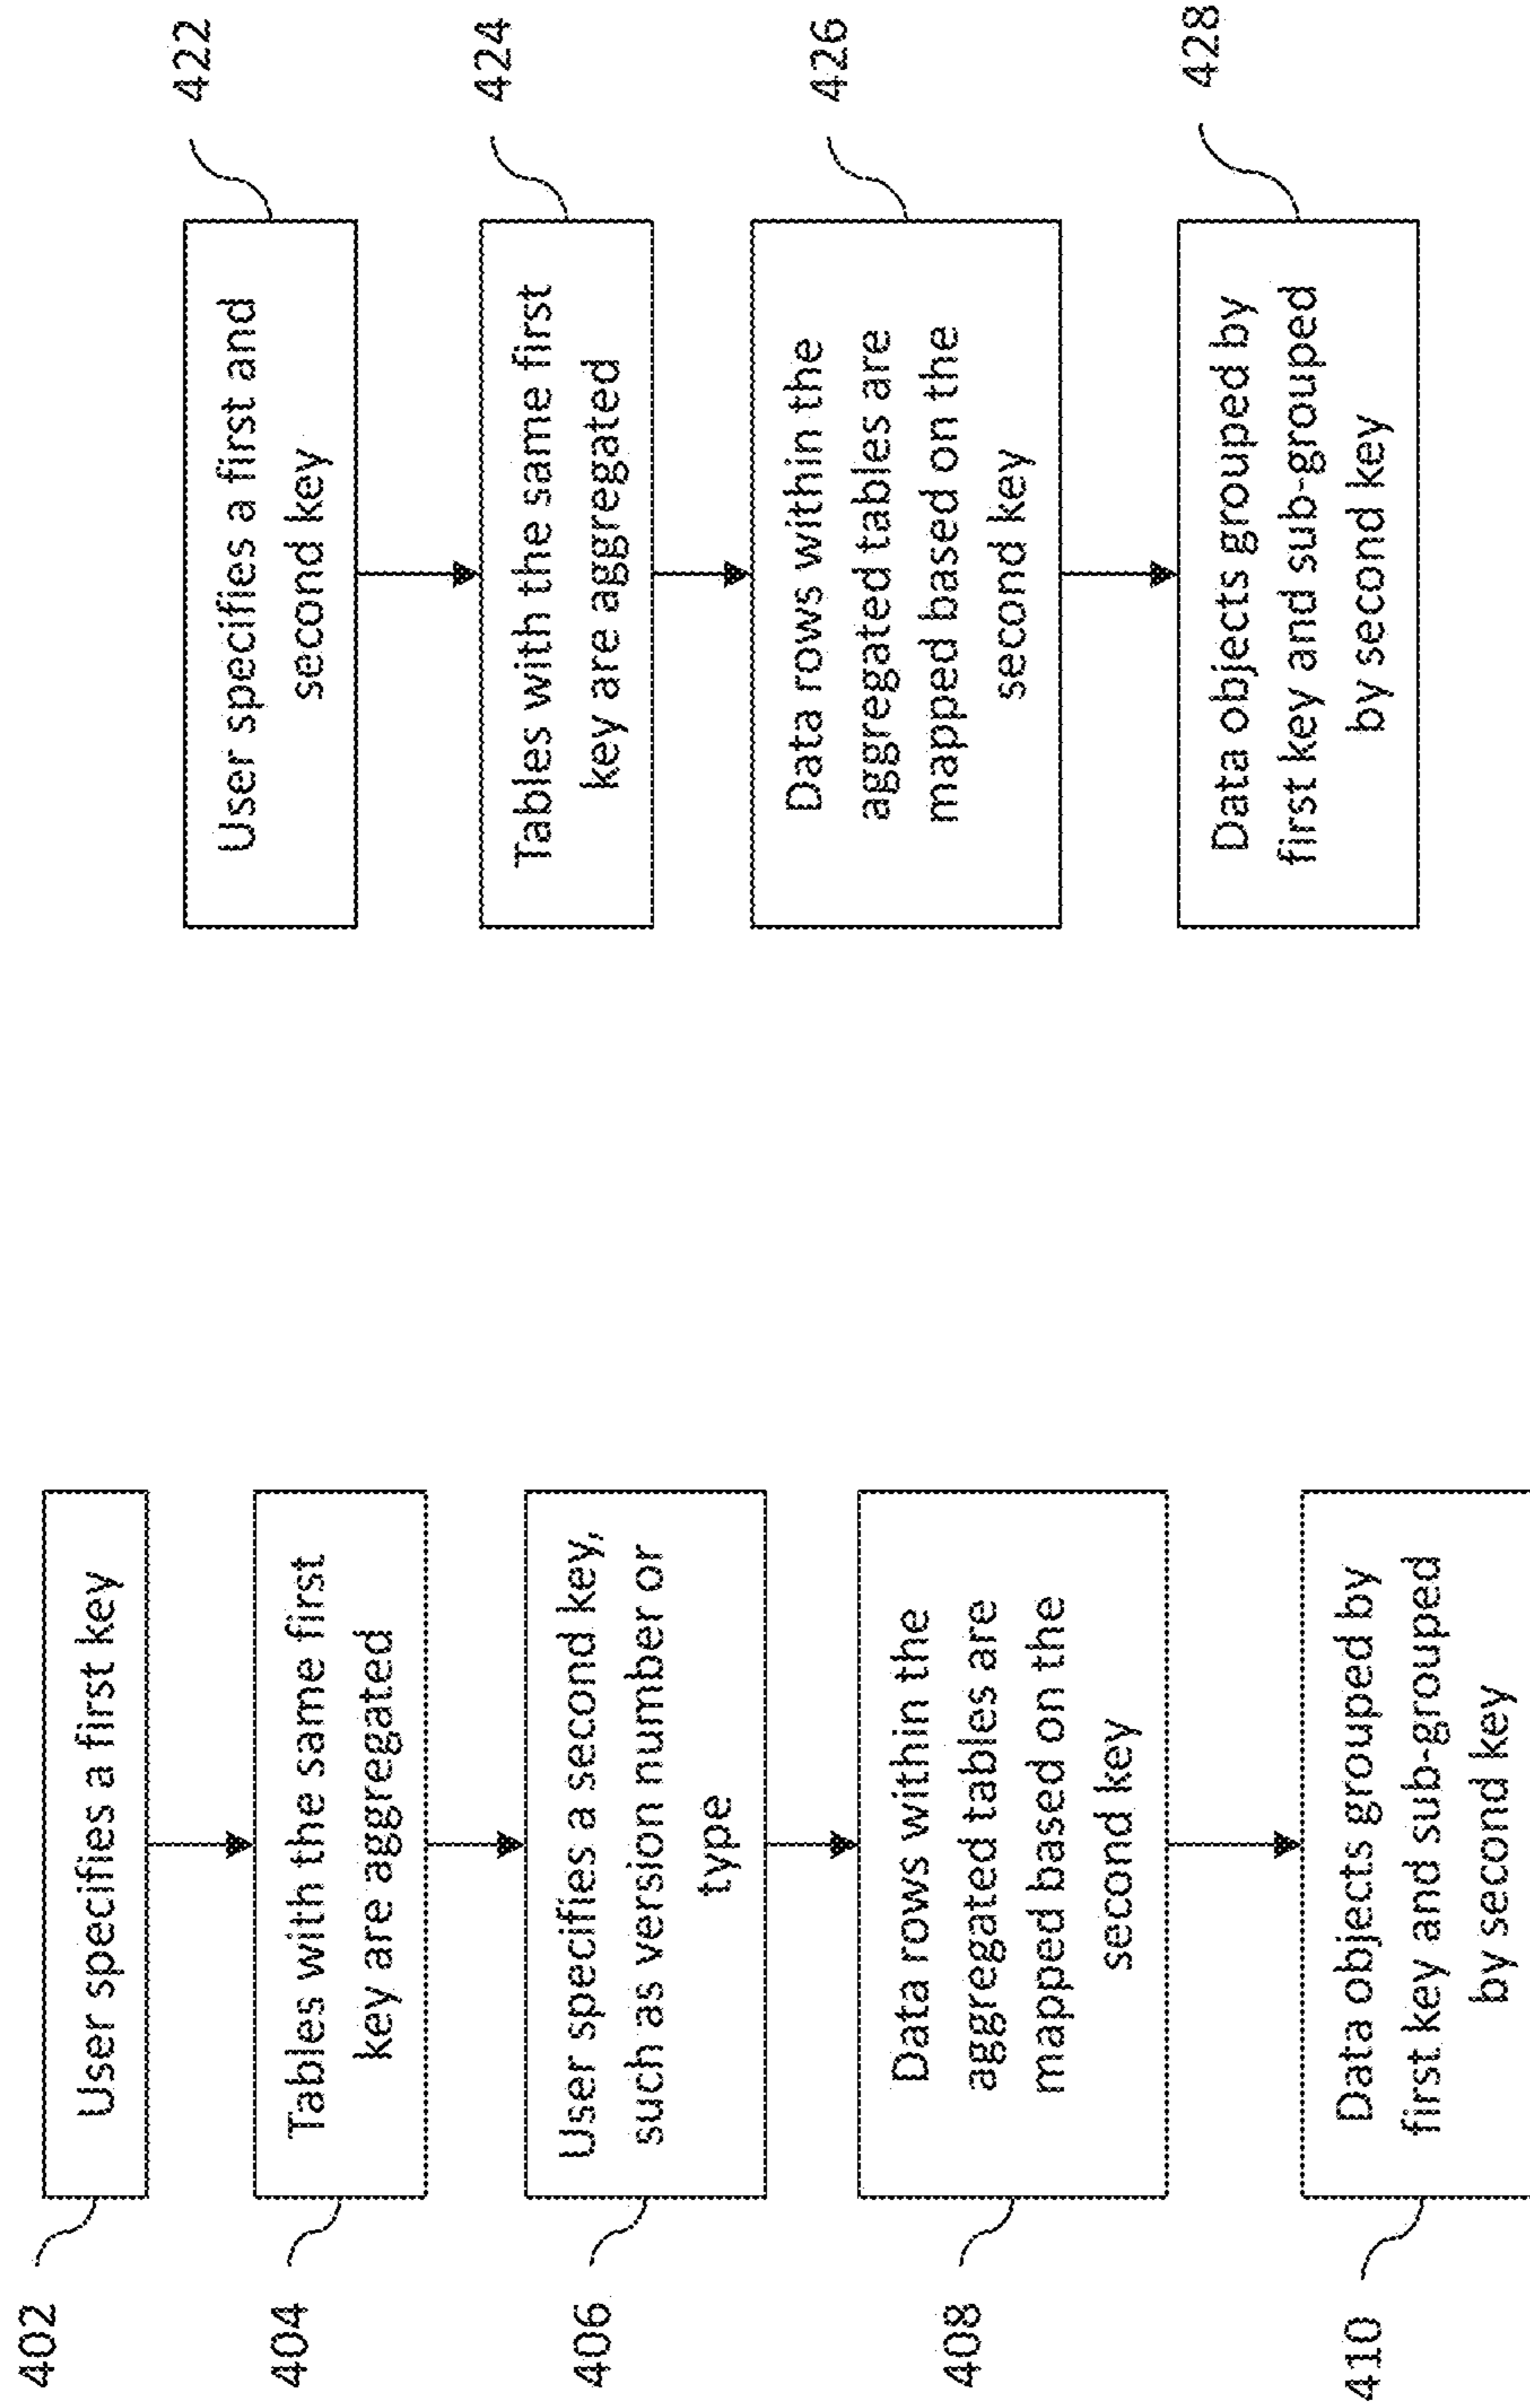 402
User specifies a first key
404
Tables with the same first
key are aggregated
406
User specifies a second key,
such as version number or
type
408
Data rows within the
aggregated tables are
mapped based on the
second key
410
Data objects grouped by
first key and sub-grouped
by second key
422
User specifies a first and
second key
424
Tables with the same first
key are aggregated
426
Data rows within the
aggregated tables are
mapped based on the
second key
428
Data objects grouped by
first key and sub-grouped
by second key